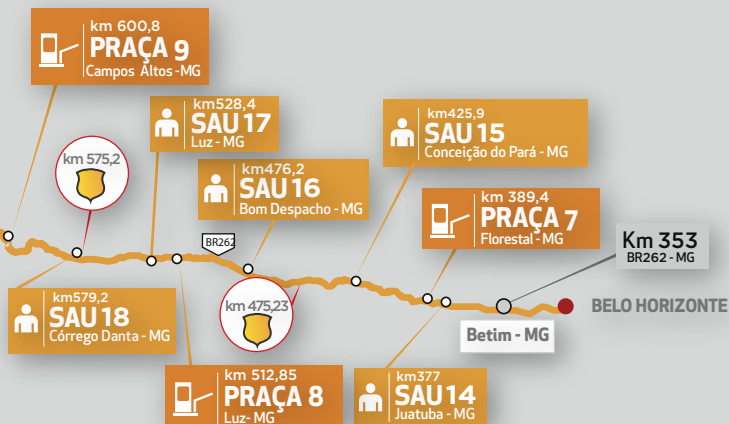 km 600,8
PRAÇA 9
Campos Altos -MG
km528,4
SAU 17
Luz - MG
km425,9
SAU 15
Conceição do Pará - MG
km 575,2
km476,2
SAU 16
Bom Despacho - MG
km 389,4
PRAÇA 7
Florestal - MG
BR262
Km 353
BR262 - MG
km579,2
SAU 18
Córrego Danta - MG
km 475,23
BELO HORIZONTE
Betim - MG
km 512,85
PRAÇA 8
Luz- MG
km377
SAU 14
Juatuba - MG